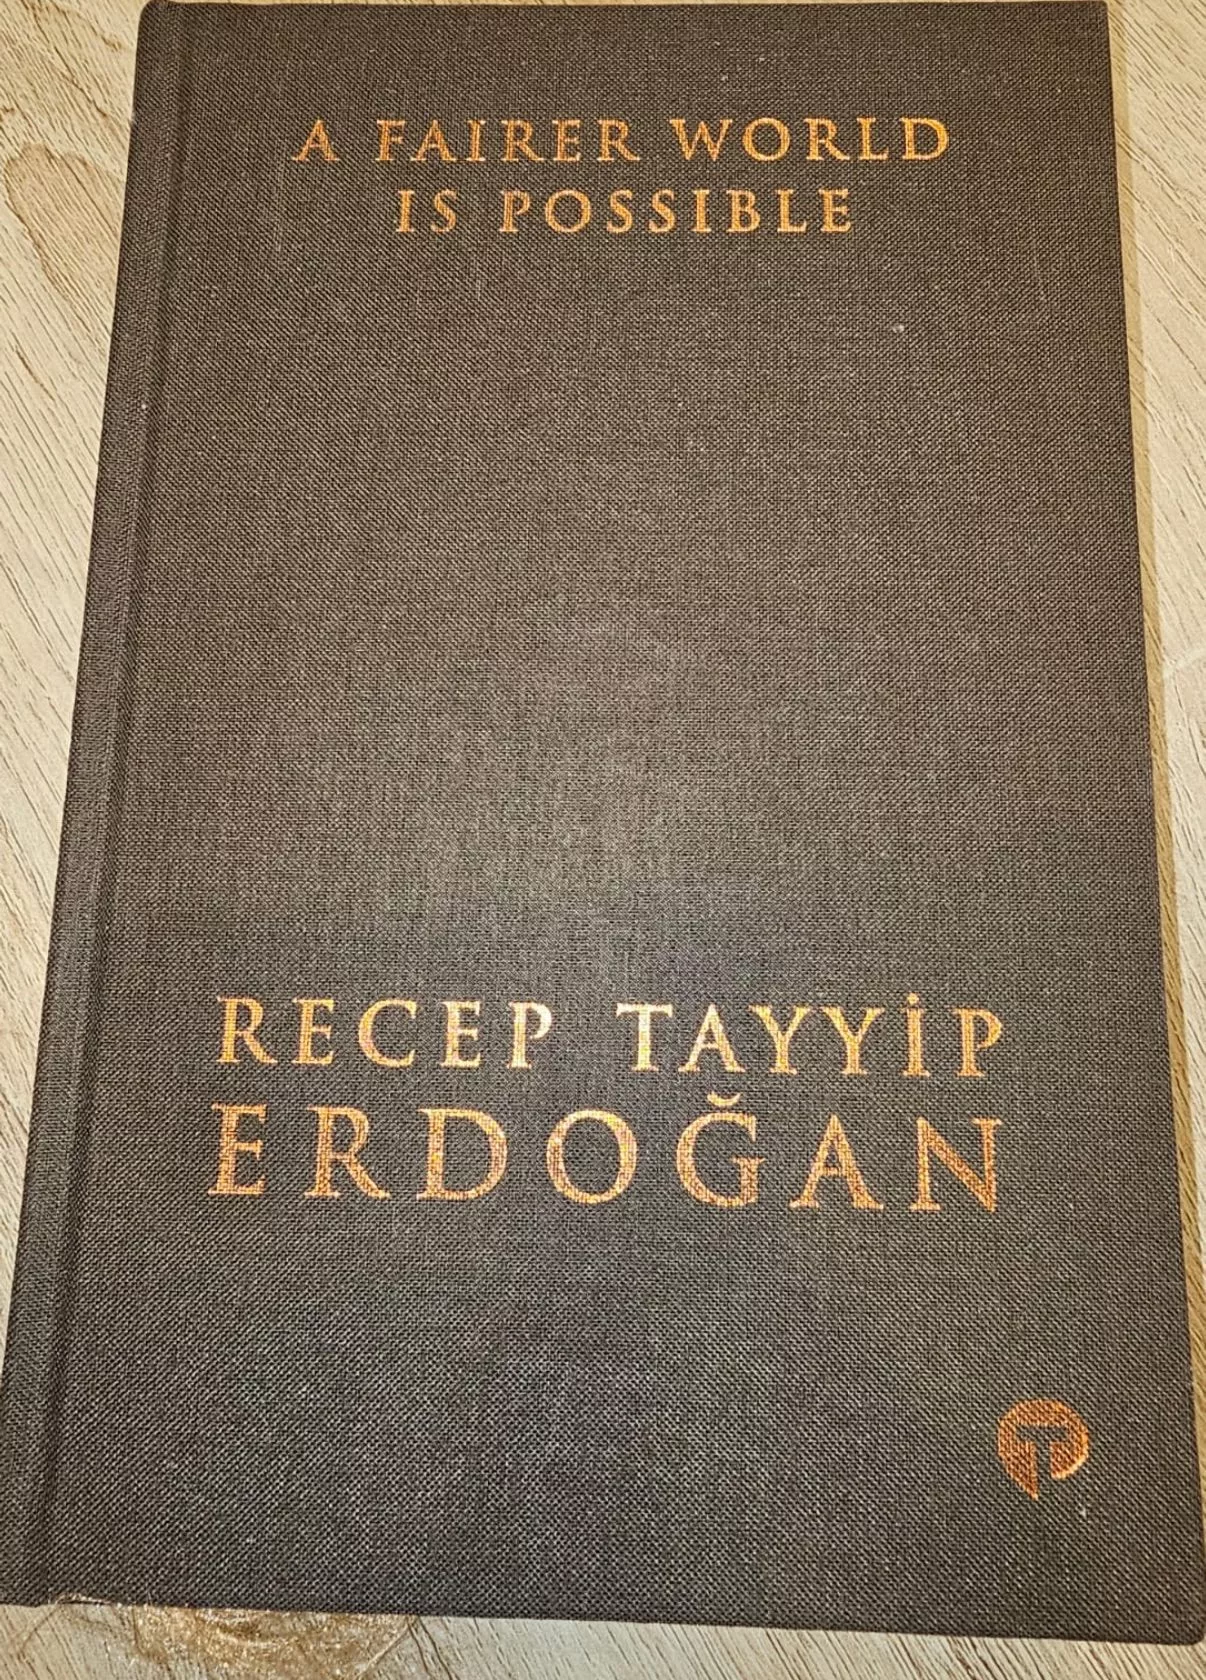 A FAIRER WORLD
IS POSSIBLE
RECEP TAYYİP
ERDOĞAN